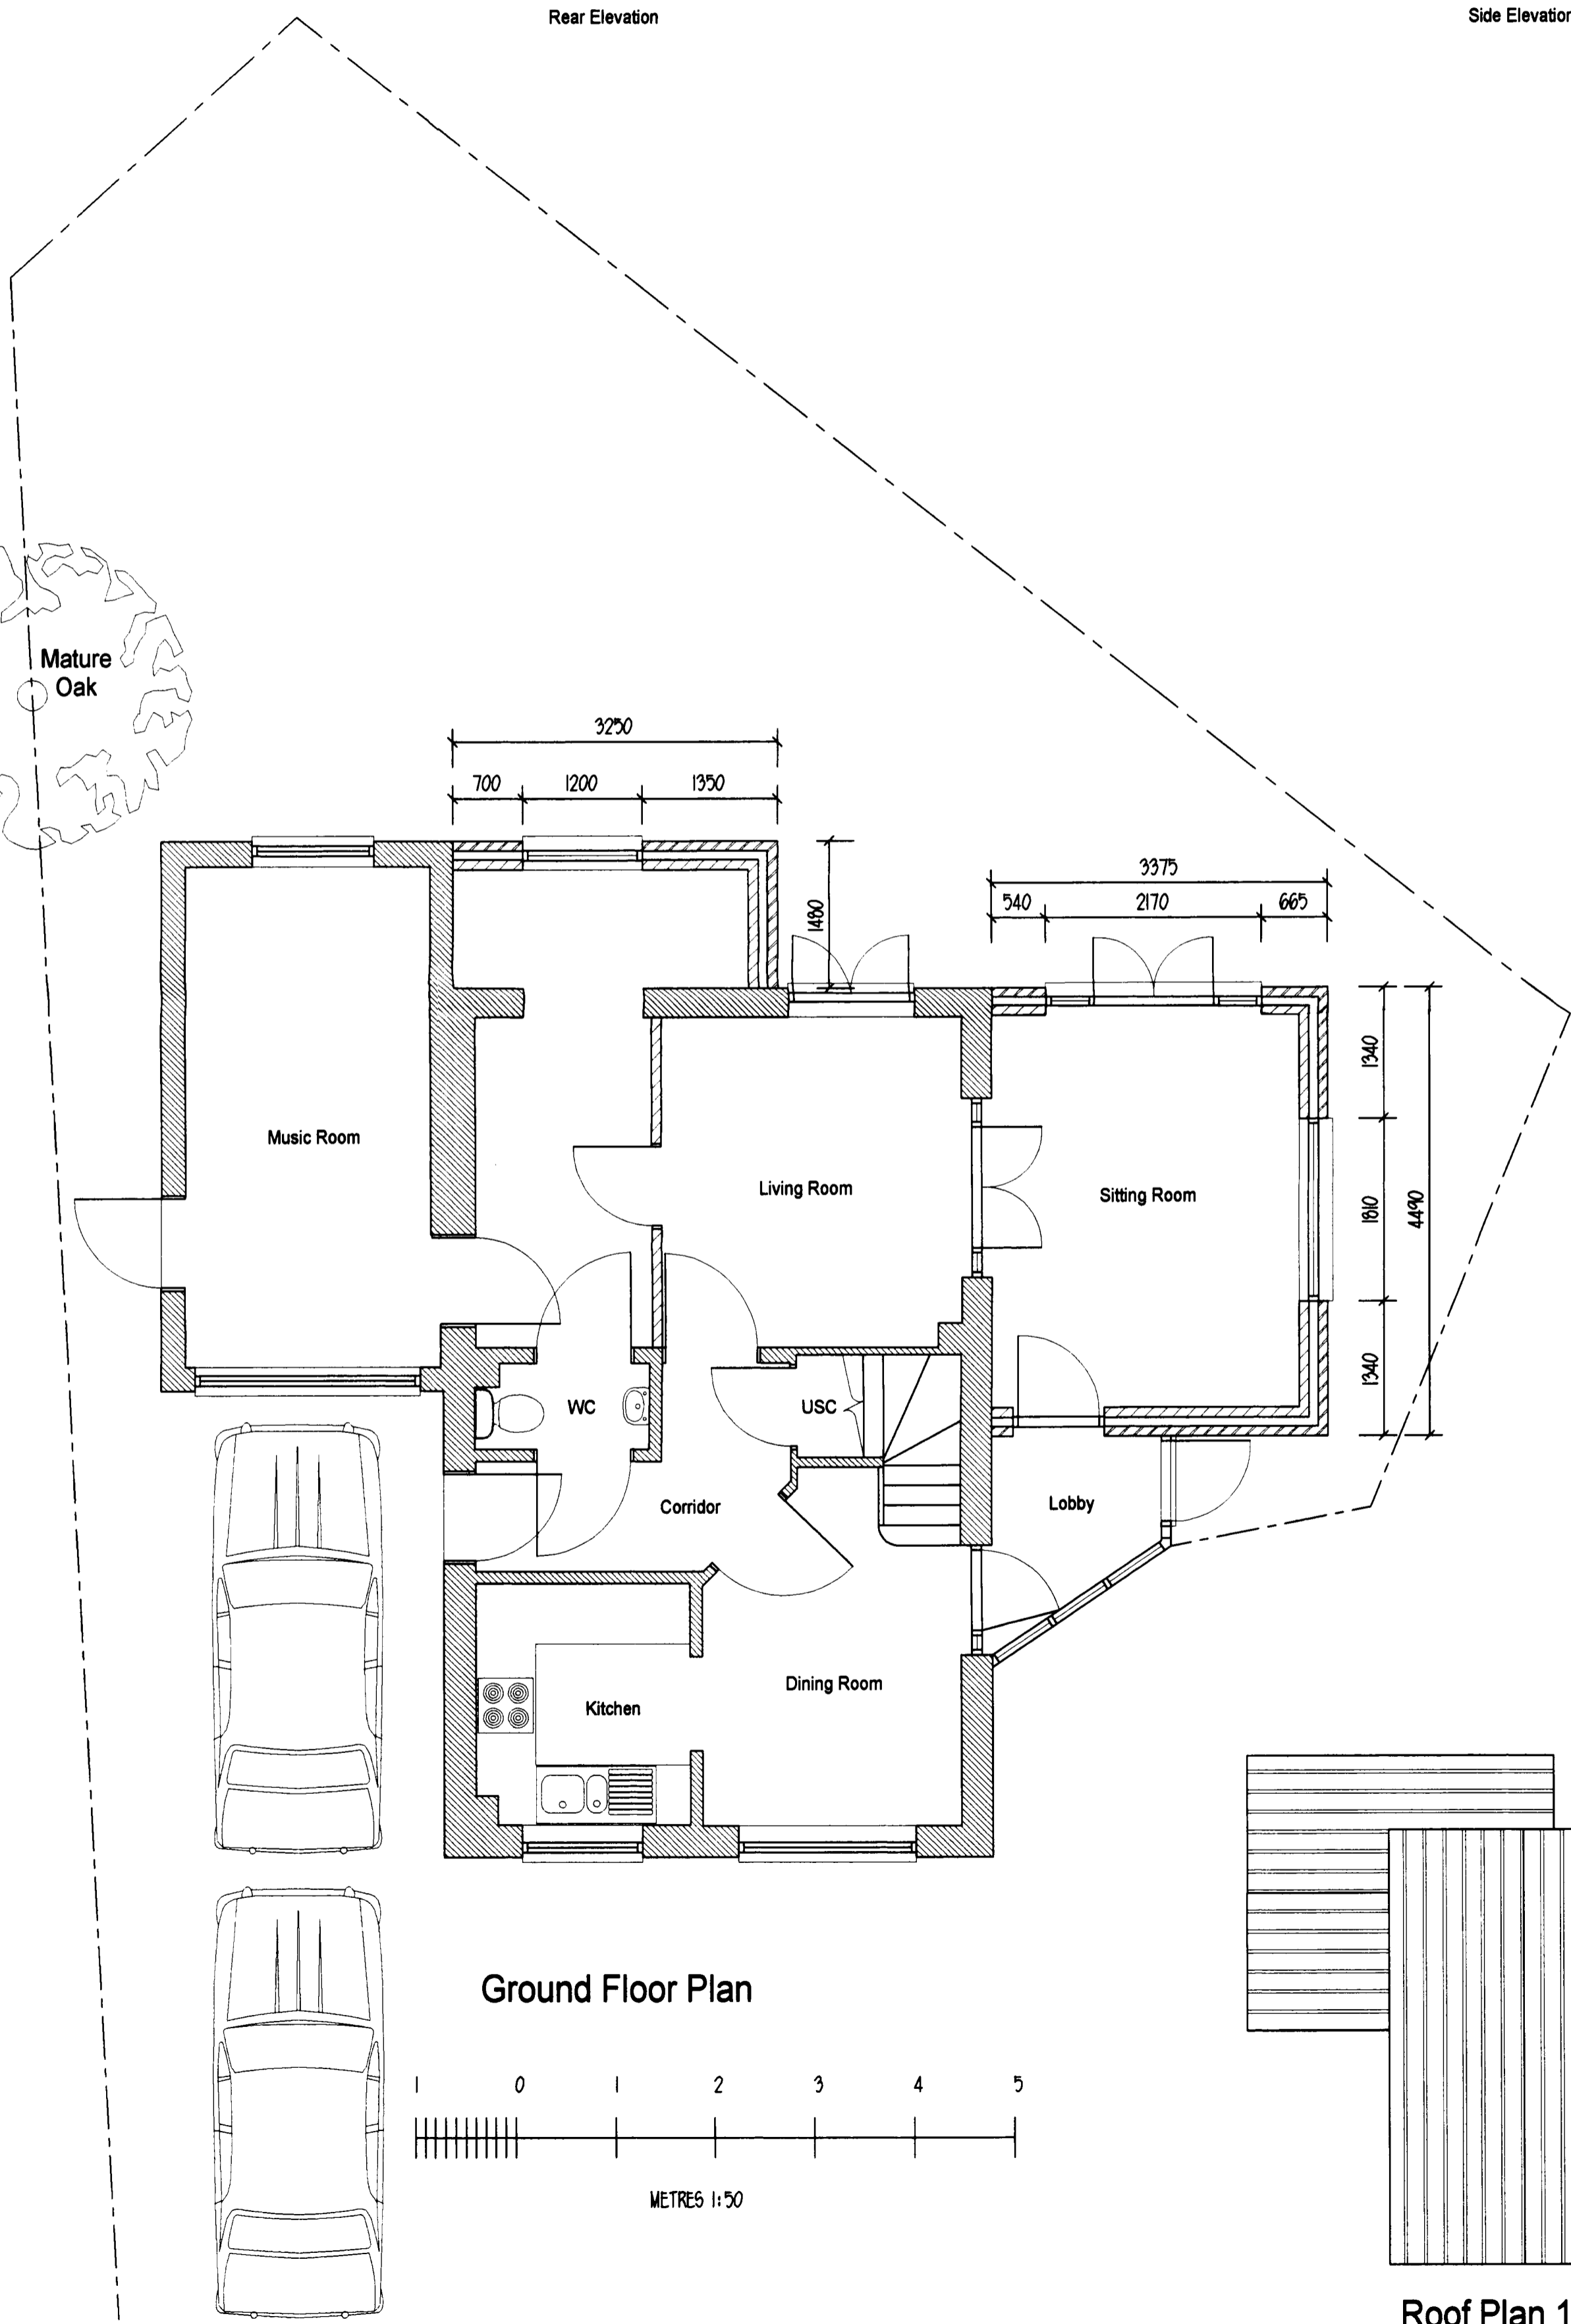 Rear Elevation
Side Elevation
Mature
Oak
3250
700 1200 1350
1480
3375
540 2170 665
1340
1810
4490
1340
Music Room
Living Room
Sitting Room
WC
USC
Corridor
Lobby
Kitchen
Dining Room
Ground Floor Plan
1 0 1 2 3 4 5
METRES 1:50
Roof Plan 1